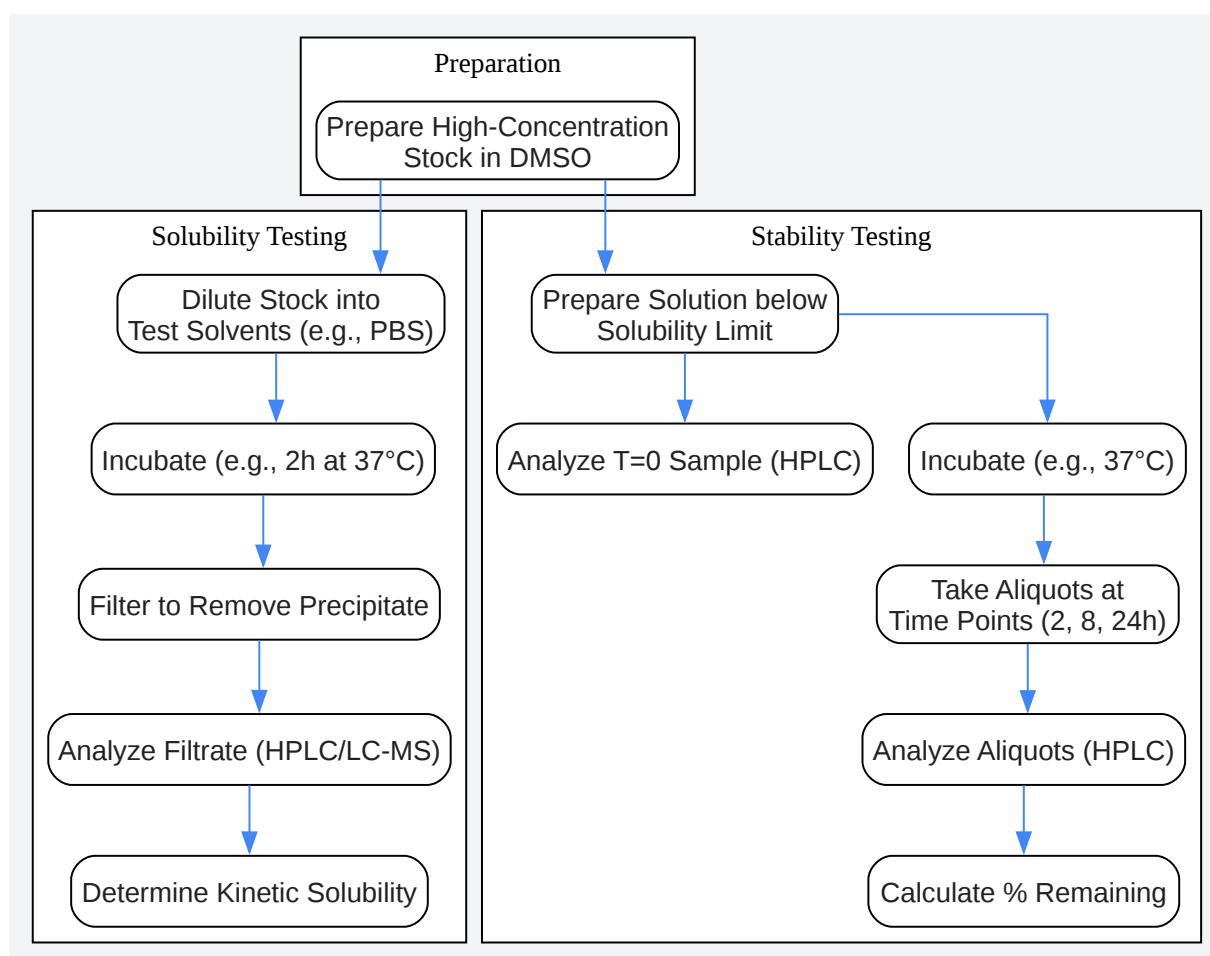 Preparation
Prepare High-Concentration
Stock in DMSO
Solubility Testing
Dilute Stock into
Test Solvents (e.g., PBS)
Incubate (e.g., 2h at 37°C)
Filter to Remove Precipitate
Analyze Filtrate (HPLC/LC-MS)
Determine Kinetic Solubility
Stability Testing
Prepare Solution below
Solubility Limit
Analyze T=0 Sample (HPLC)
Incubate (e.g., 37°C)
Take Aliquots at
Time Points (2, 8, 24h)
Analyze Aliquots (HPLC)
Calculate % Remaining